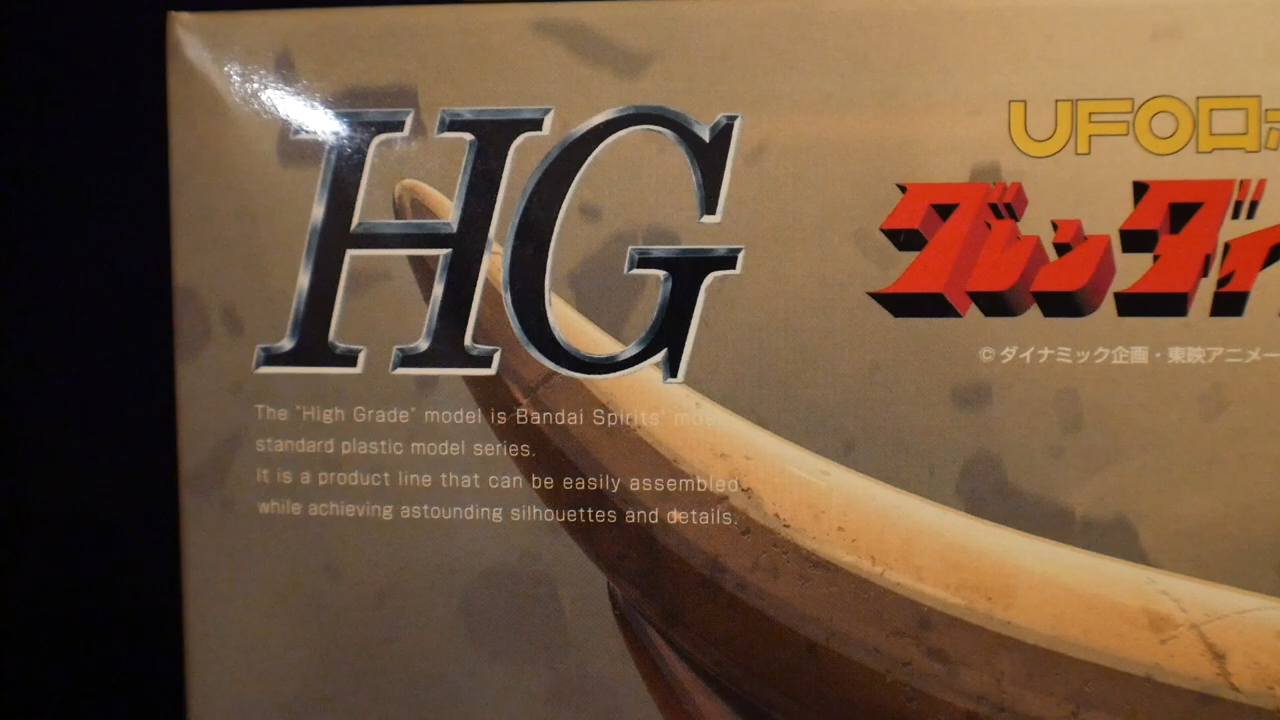 HG
UFOロ
グレンダイ
©ダイナミック企画・東映アニメー
The "High Grade" model is Bandai Spirits' most
standard plastic model series.
It is a product line that can be easily assembled,
while achieving astounding silhouettes and details.